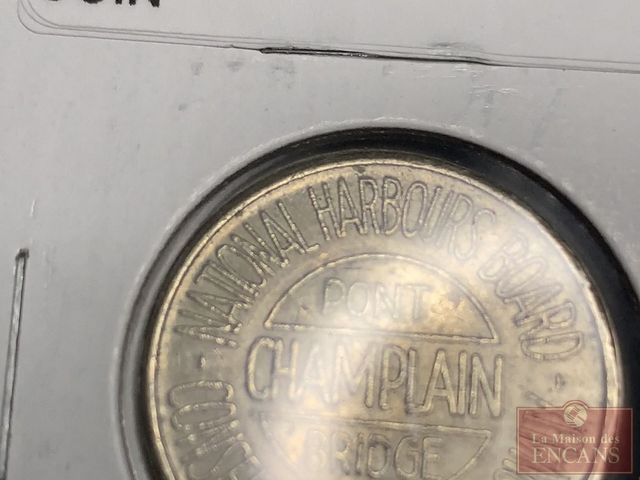 NATIONAL HARBOURS BOARD
PONT
CHAMPLAIN
BRIDGE
La Maison des
ENCANS